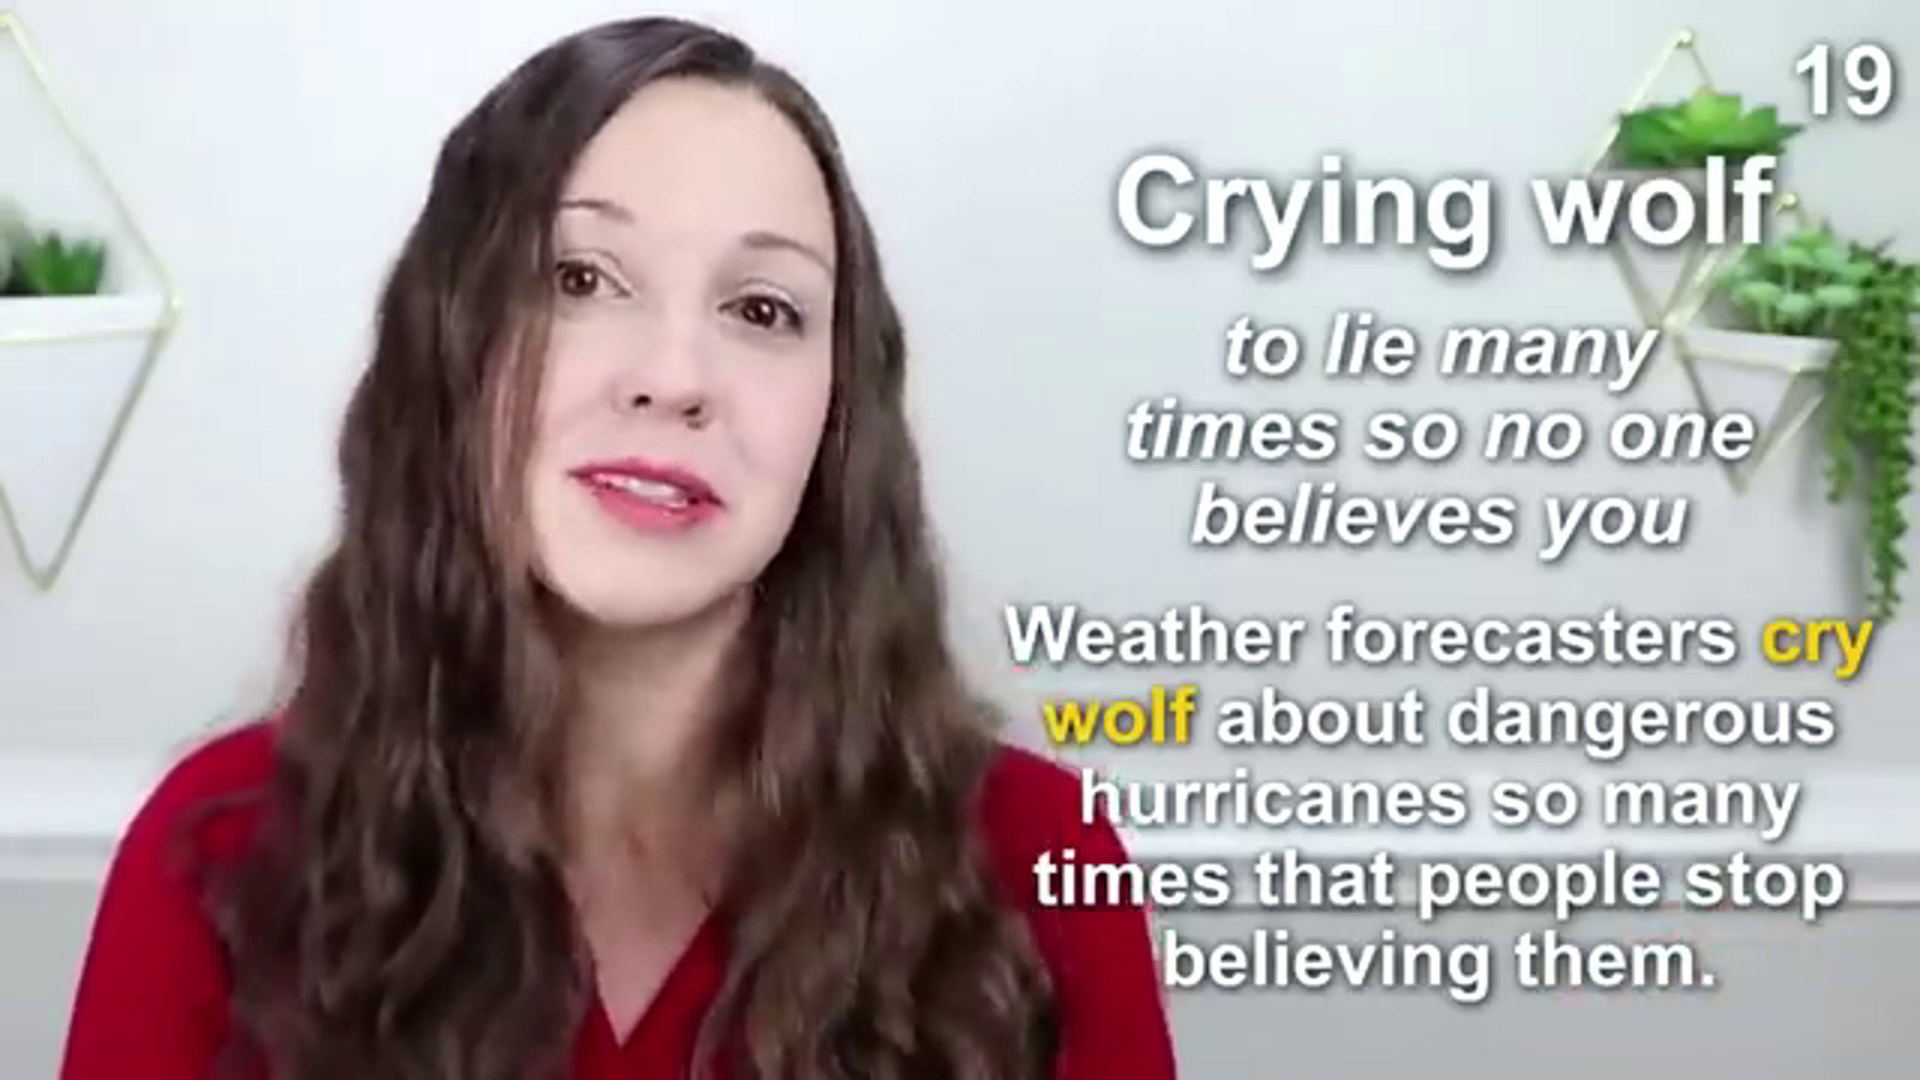 19
Crying wolf
to lie many
times so no one
believes you
Weather forecasters cry
wolf about dangerous
hurricanes so many
times that people stop
believing them.